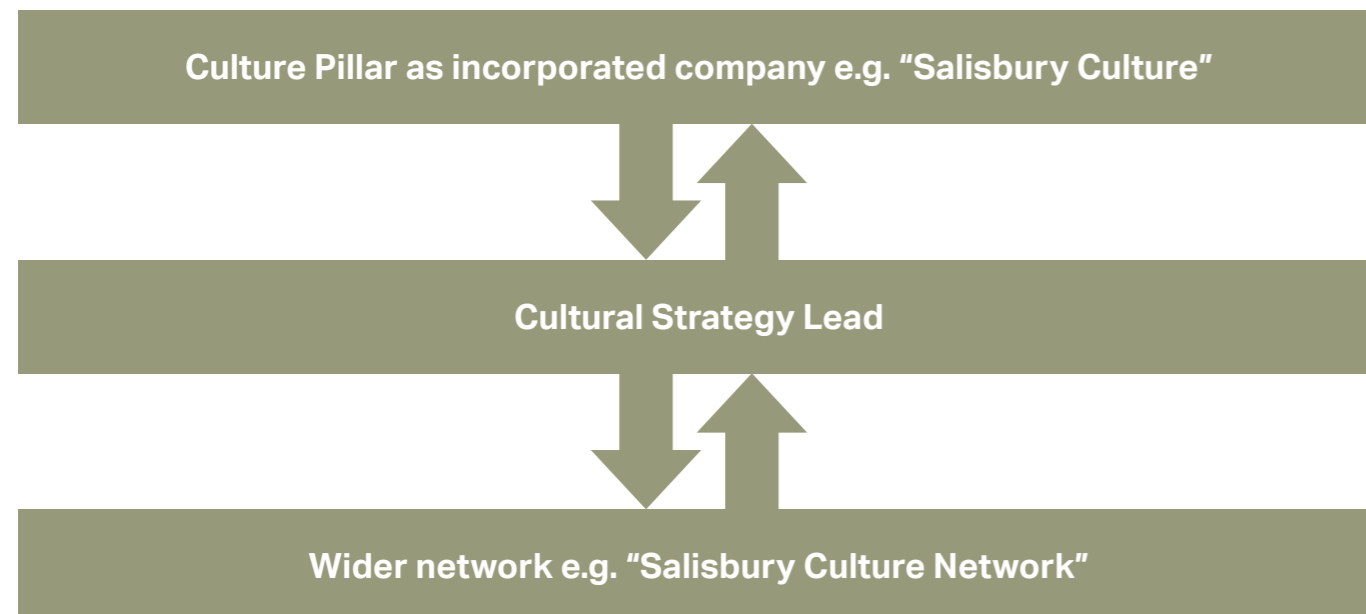 Culture Pillar as incorporated company e.g. “Salisbury Culture”
Cultural Strategy Lead
Wider network e.g. “Salisbury Culture Network”